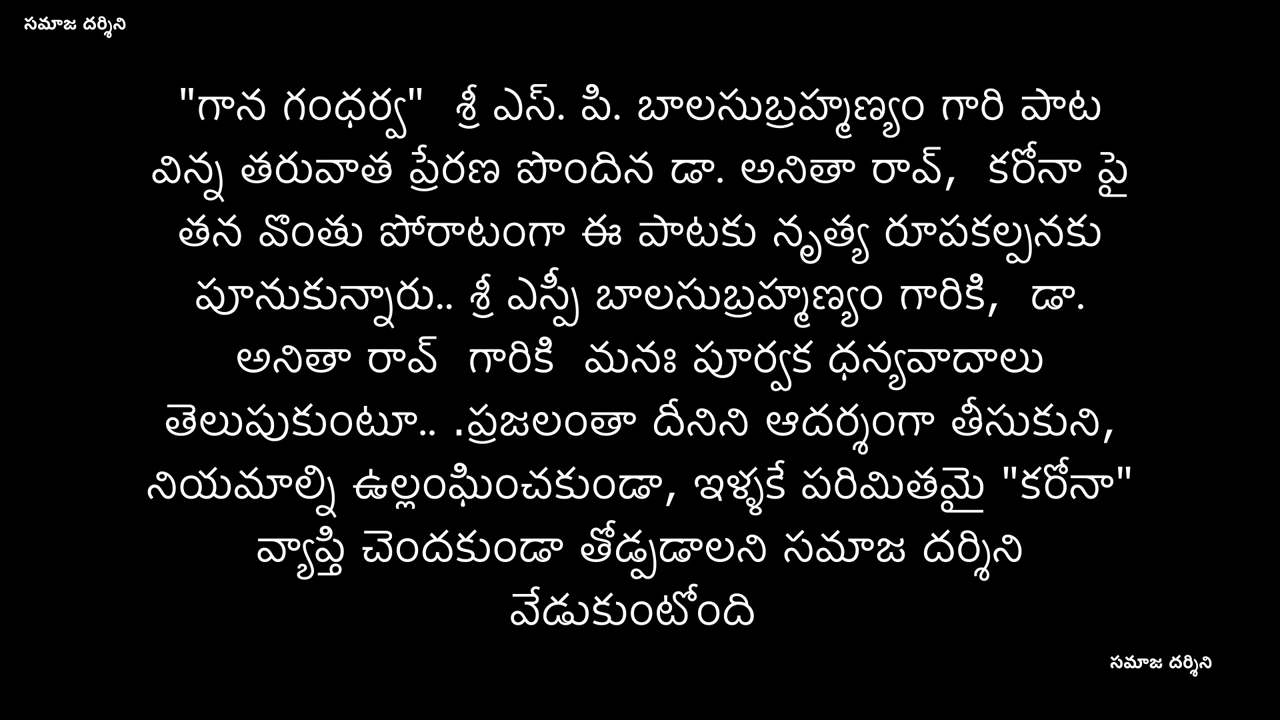 సమాజ దర్శిని
"గాన గంధర్వ"  శ్రీ ఎస్. పి. బాలసుబ్రహ్మణ్యం గారి పాట
విన్న తరువాత ప్రేరణ పొందిన డా. అనితా రావ్,  కరోనా పై
తన వొంతు పోరాటంగా ఈ పాటకు నృత్య రూపకల్పనకు
పూనుకున్నారు.. శ్రీ ఎస్పీ బాలసుబ్రహ్మణ్యం గారికి,  డా.
అనితా రావ్  గారికి  మనః పూర్వక ధన్యవాదాలు
తెలుపుకుంటూ.. .ప్రజలంతా దీనిని ఆదర్శంగా తీసుకుని,
నియమాల్ని ఉల్లంఘించకుండా, ఇళ్ళకే పరిమితమై "కరోనా"
వ్యాప్తి చెందకుండా తోడ్పడాలని సమాజ దర్శిని
వేడుకుంటోంది
సమాజ దర్శిని